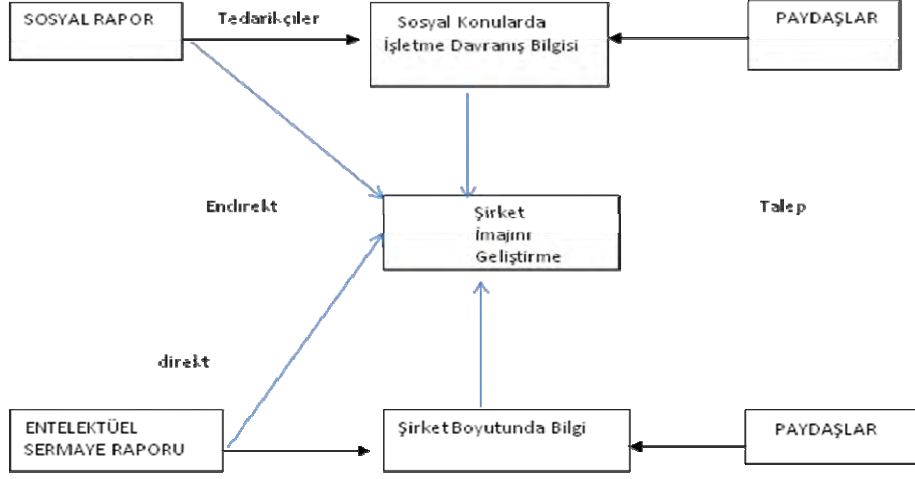 SOSYAL RAPOR
Tedarikçiler
Sosyal Konularda
İşletme Davranış Bilgisi
PAYDAŞLAR
Endirekt
Şirket
İmajını
Geliştirme
Talep
direkt
ENTELEKTÜEL
SERMAYE RAPORU
Şirket Boyutunda Bilgi
PAYDAŞLAR